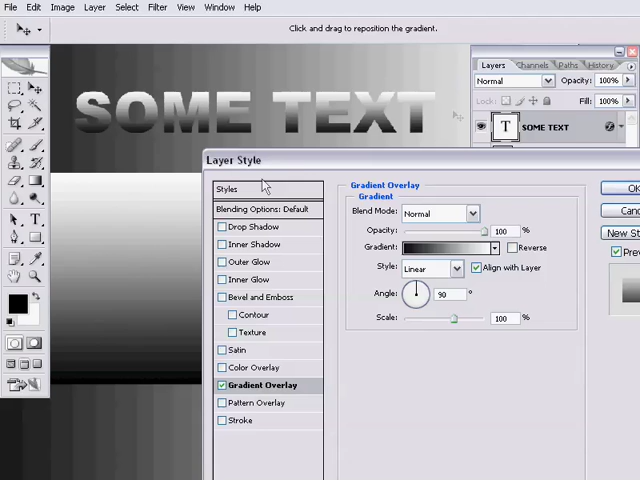 File Edit Image Layer Select Filter View Window Help
Click and drag to reposition the gradient.
Layers Channels Paths History
Normal Opacity: 100%
Lock: Fill: 100%
T SOME TEXT
SOME TEXT
Layer Style
Styles
Blending Options: Default
Drop Shadow
Inner Shadow
Outer Glow
Inner Glow
Bevel and Emboss
Contour
Texture
Satin
Color Overlay
Gradient Overlay
Pattern Overlay
Stroke
Gradient Overlay
Gradient
Blend Mode: Normal
Opacity: 100 %
Gradient: Reverse
Style: Linear Align with Layer
Angle: 90 °
Scale: 100 %
OK
Canc
New St
Prev